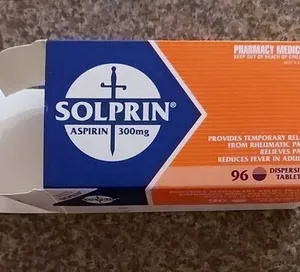 PHARMACY MEDIC
KEEP OUT OF REACH OF CHIL
SOLPRIN®
ASPIRIN 300mg
PROVIDES TEMPORARY REL
FROM RHEUMATIC PA
RELIEVES PA
REDUCES FEVER IN ADU
96 DISPERSI
TABLET